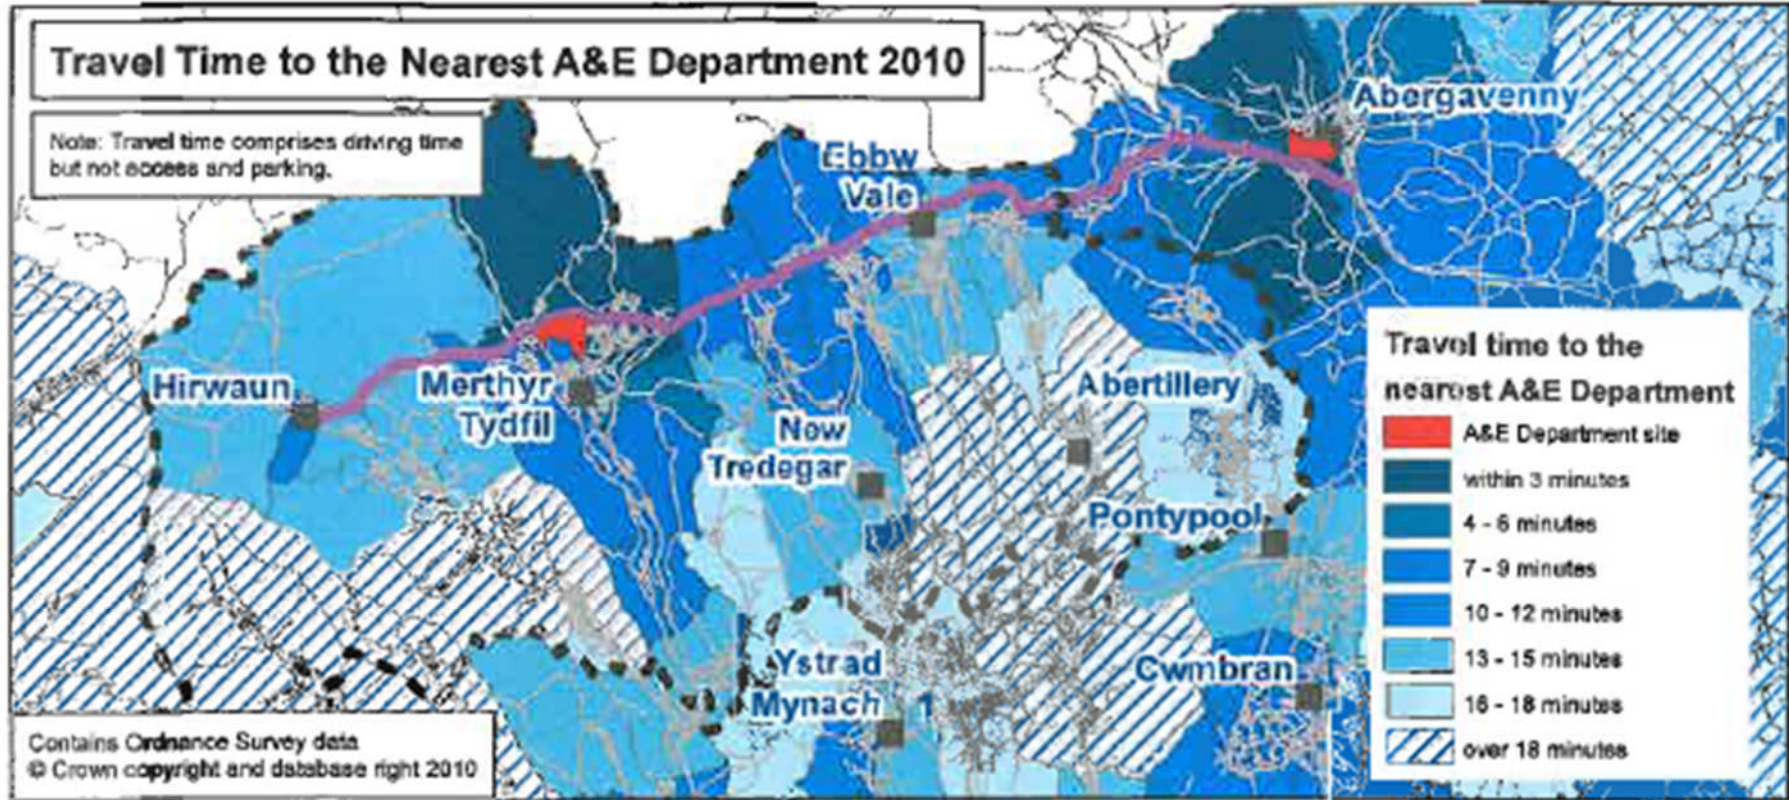 Travel Time to the Nearest A&E Department 2010
Note: Travel time comprises driving time
but not access and parking.
Abergavenny
Ebbw
Vale
Hirwaun
Merthyr
Tydfil
New
Tredegar
Abertillery
Pontypool
Ystrad
Mynach
1
Cwmbran
Travel time to the
nearest A&E Department
A&E Department site
within 3 minutes
4 - 6 minutes
7 - 9 minutes
10 - 12 minutes
13 - 15 minutes
16 - 18 minutes
over 18 minutes
Contains Ordnance Survey data
© Crown copyright and database right 2010